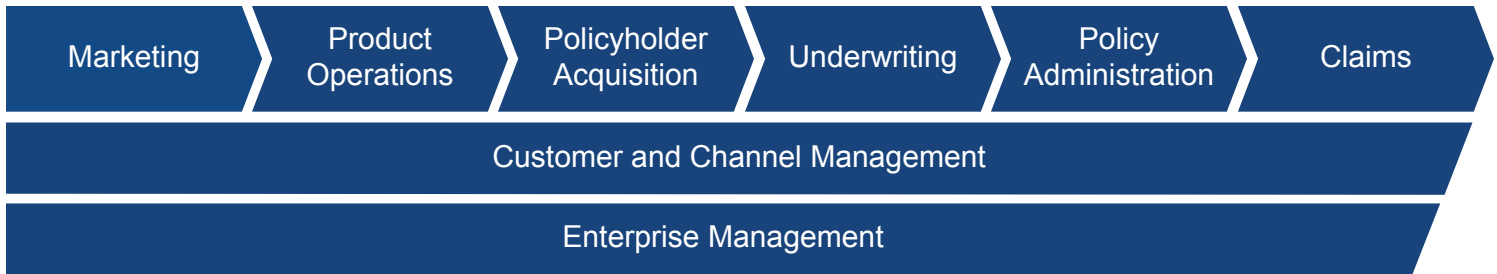 Marketing
Product
Operations
Policyholder
Acquisition
Underwriting
Policy
Administration
Claims
Customer and Channel Management
Enterprise Management